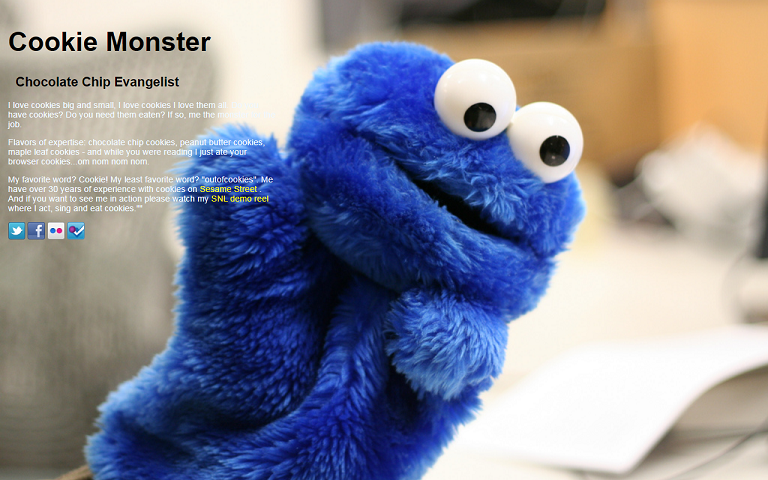 Cookie Monster
Chocolate Chip Evangelist
I love cookies big and small, I love cookies I love them all
have cookies? Do you need them eaten? If so, me the
job.
Flavors of expertise: chocolate chip cookies, peanut butter cookies,
maple leaf cookies - and while you were reading I just ate your
browser cookies...om nom nom nom.
My favorite word? Cookie! My least favorite word? "outofcookies". Me
have over 30 years of experience with cookies on Sesame Street .
And if you want to see me in action please watch my SNL demo reel
where I act, sing and eat cookies.""